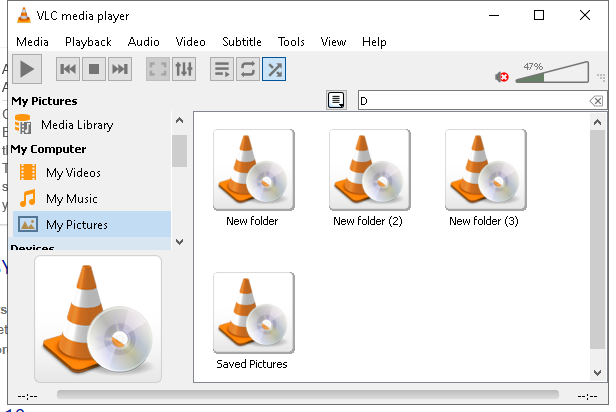 VLC media player
Media Playback Audio Video Subtitle Tools View Help
47%
My Pictures
D
Media Library
My Computer
My Videos
My Music
My Pictures
Devices
New folder
New folder (2)
New folder (3)
Saved Pictures
--:-- --:--